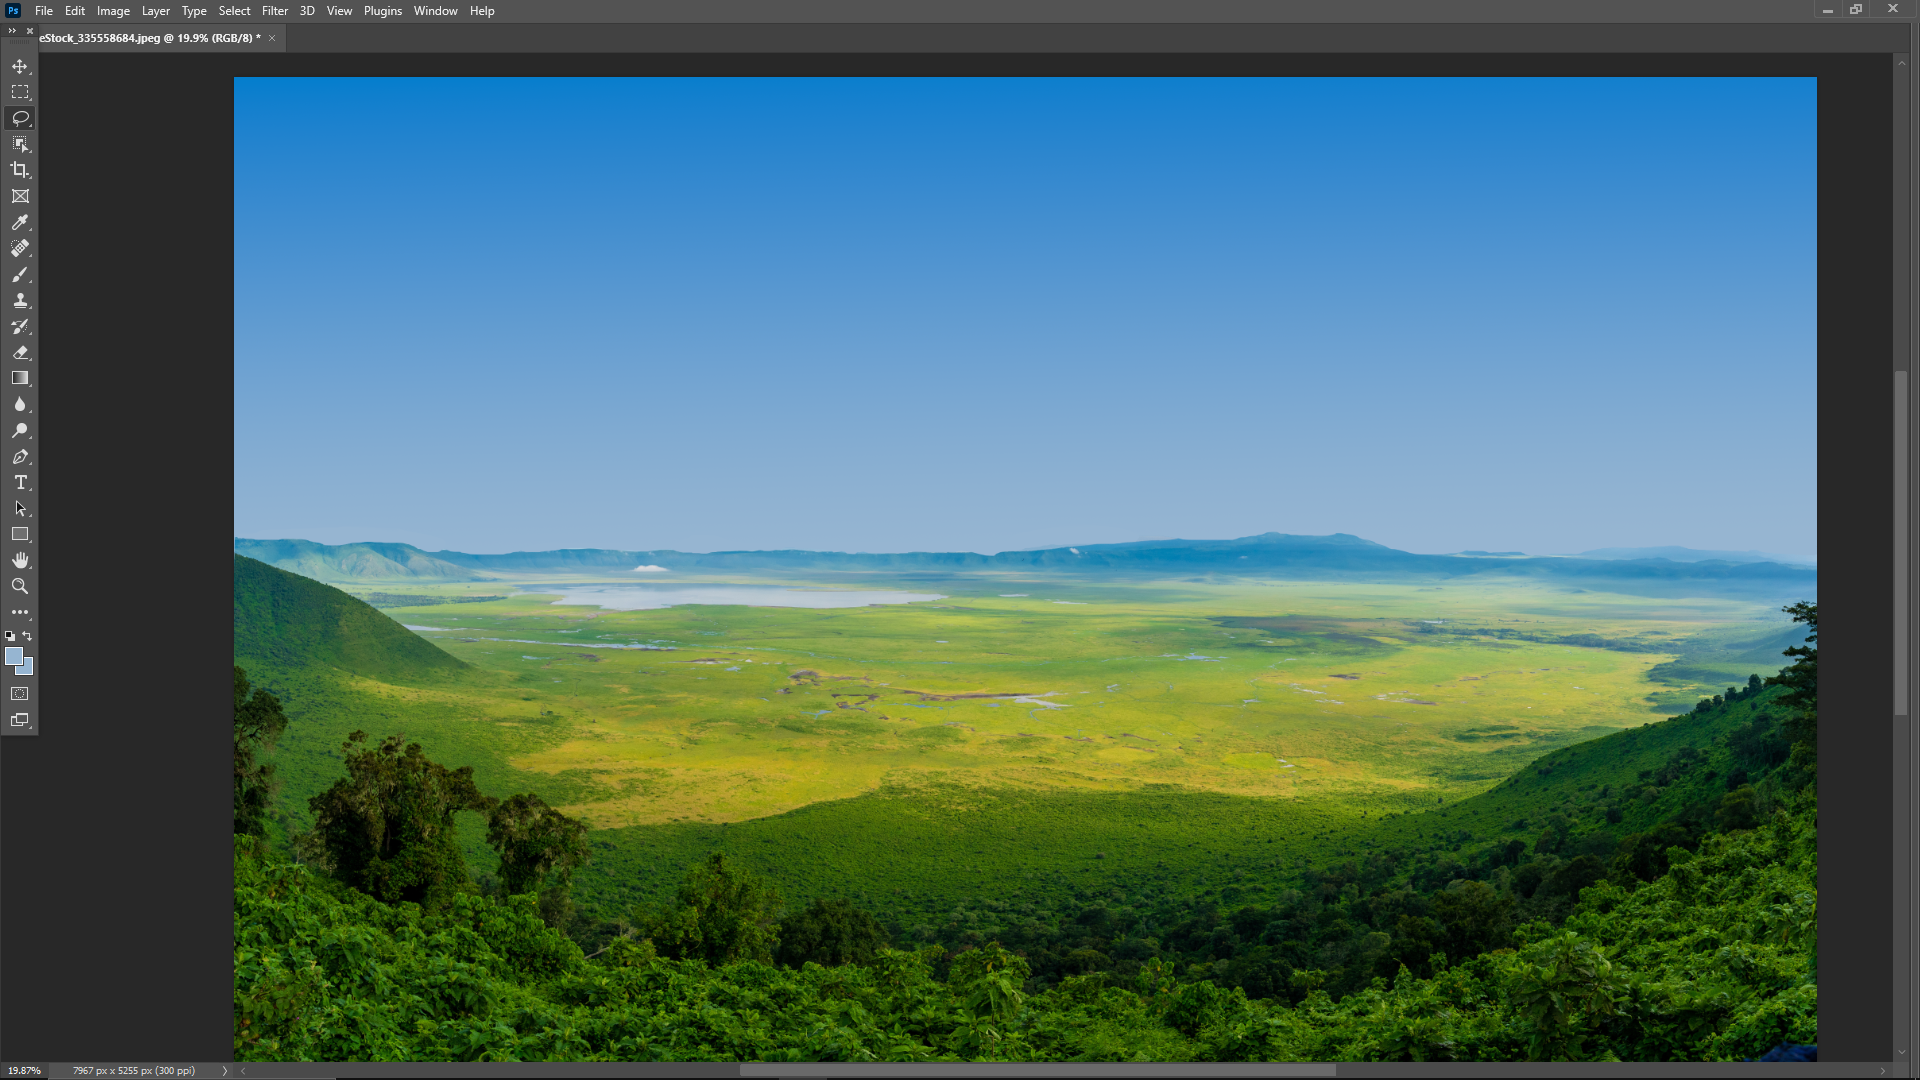 Ps File Edit Image Layer Type Select Filter 3D View Plugins Window Help
eStock_335558684.jpeg @ 19.9% (RGB/8) *
19.87% 7967 px x 5255 px (300 ppi)